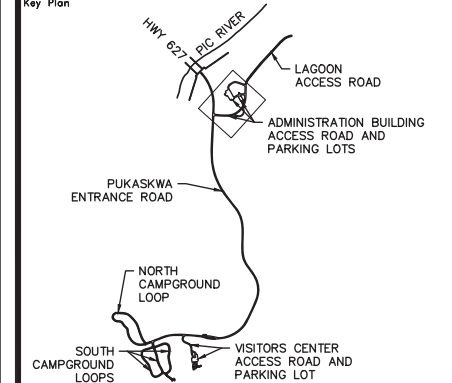 Key Plan
HWY 627
PIC RIVER
LAGOON
ACCESS ROAD
ADMINISTRATION BUILDING
ACCESS ROAD AND
PARKING LOTS
PUKASKWA
ENTRANCE ROAD
NORTH
CAMPGROUND
LOOP
SOUTH
CAMPGROUND
LOOPS
VISITORS CENTER
ACCESS ROAD AND
PARKING LOT